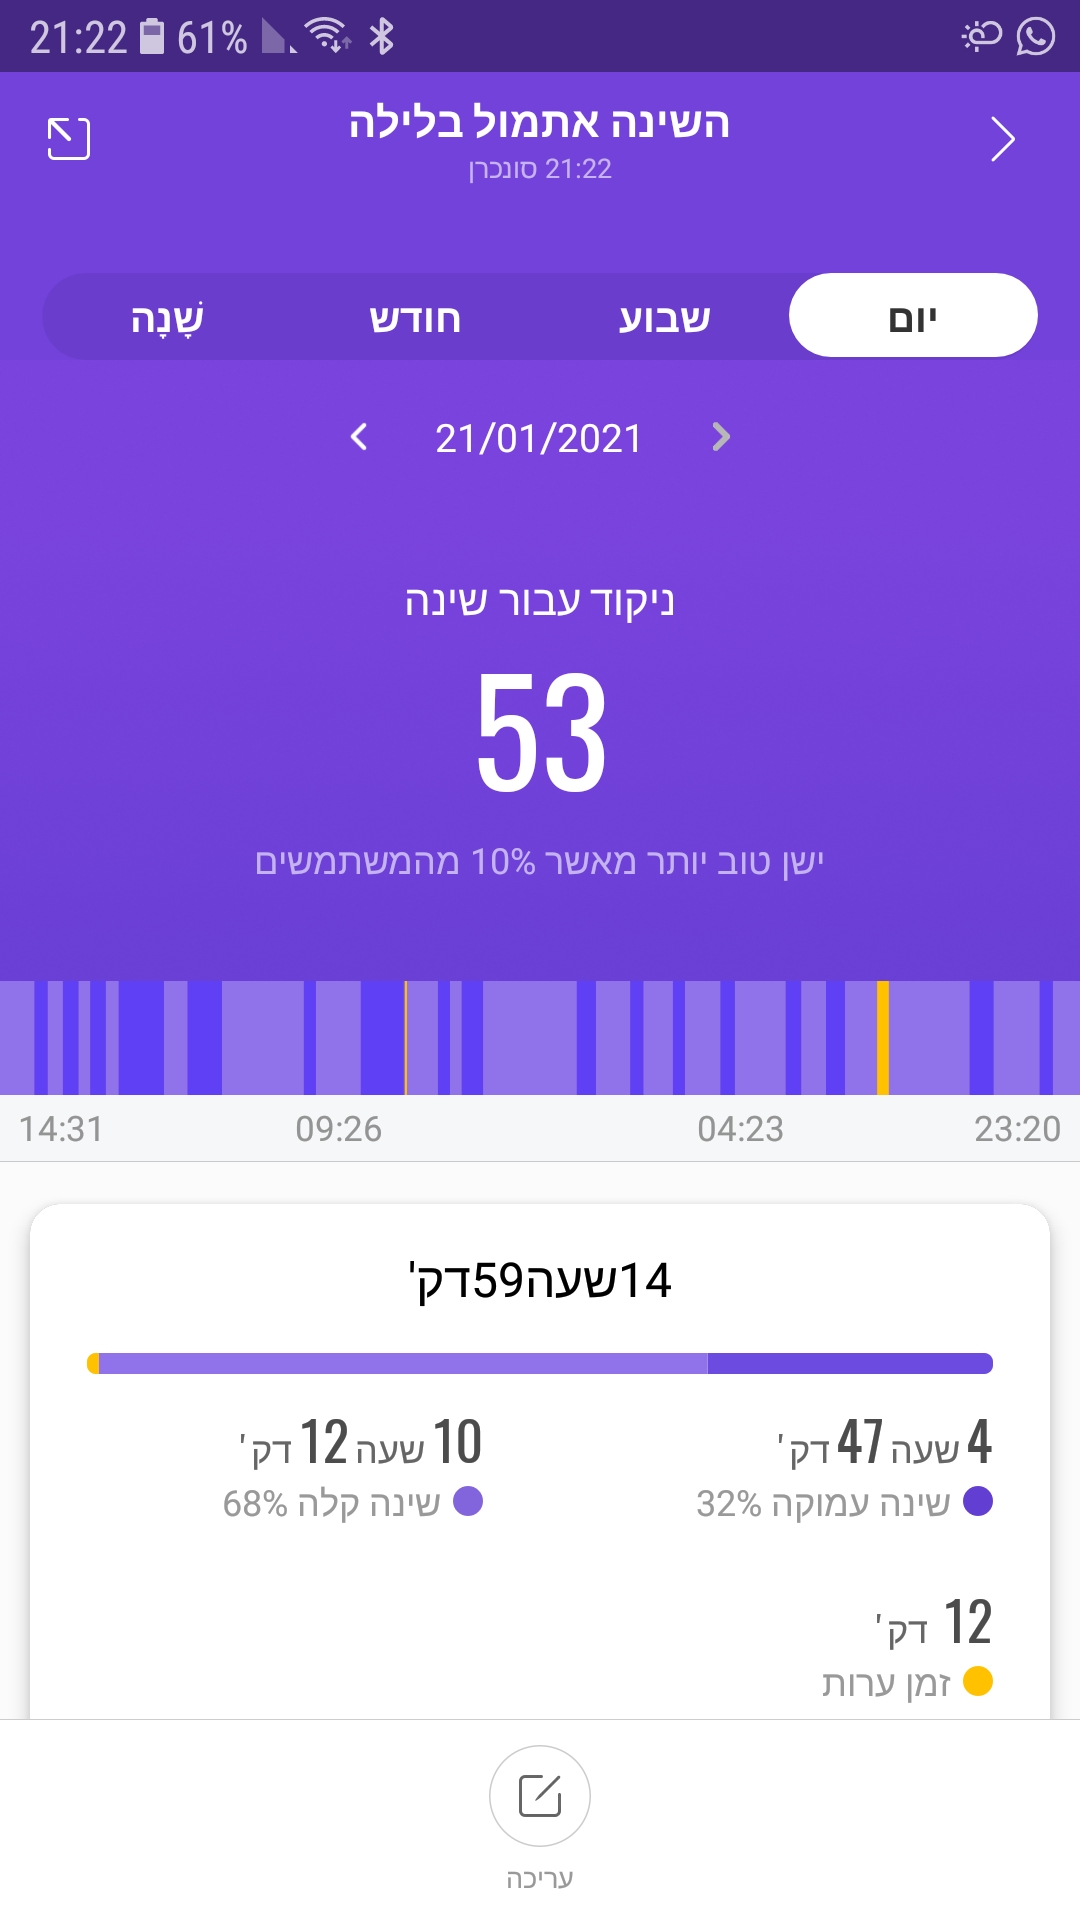 21:22 61%
השינה אתמול בלילה
21:22 סונכרן
יום שבוע חודש שָׁנָה
21/01/2021
ניקוד עבור שינה
53
ישן טוב יותר מאשר 10% מהמשתמשים
23:20 04:23 09:26 14:31
14שעה59דק'
4 שעה 47 דק' 10 שעה 12 דק'
שינה עמוקה 32% שינה קלה 68%
12 דק'
זמן ערות
עריכה